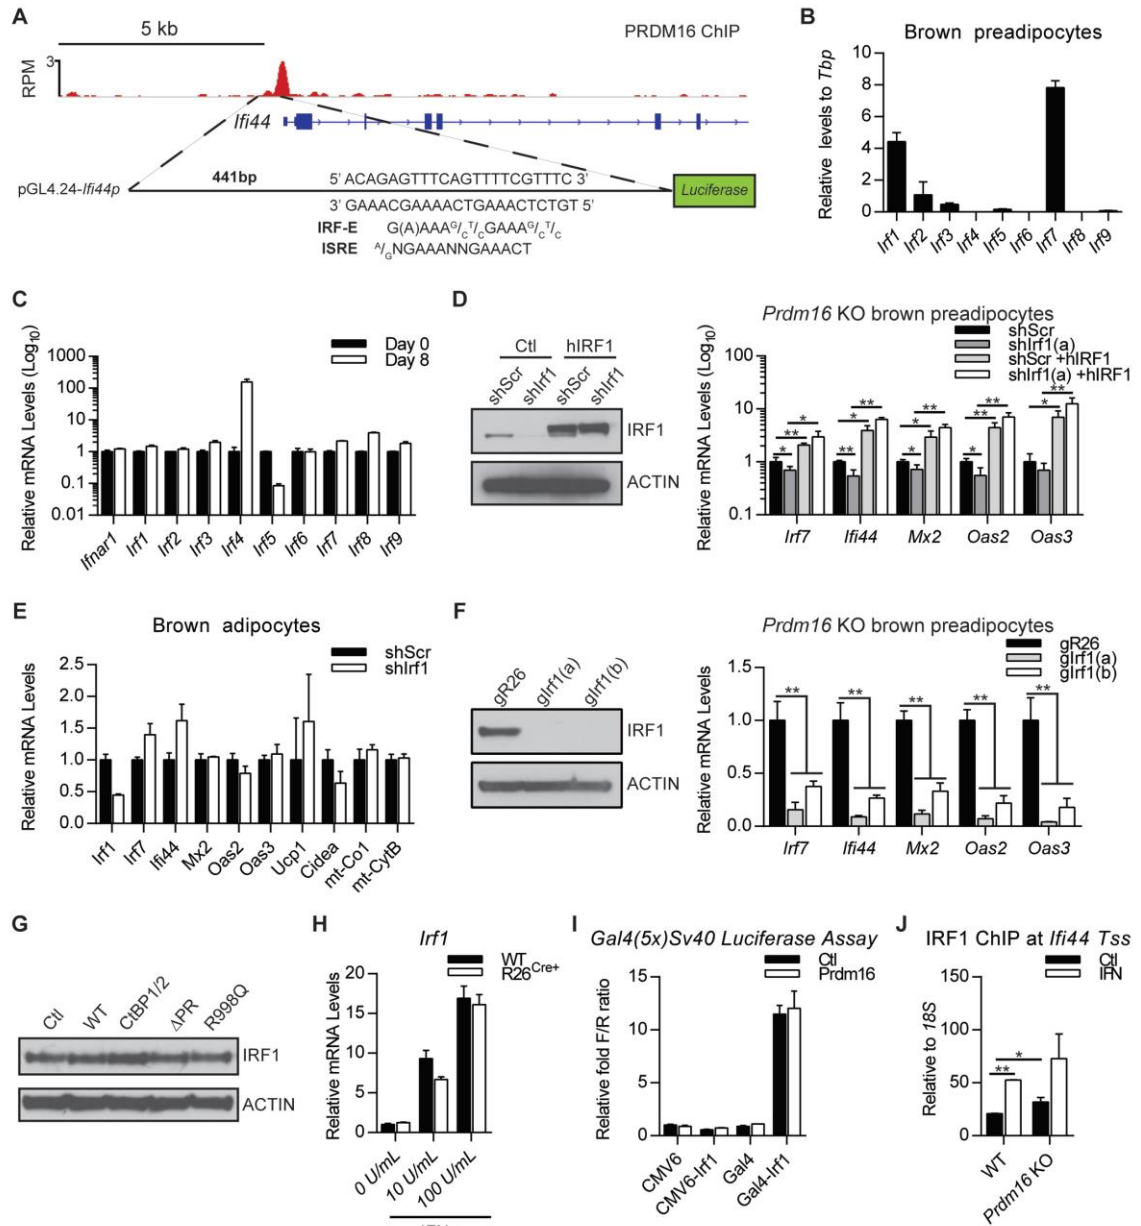 A
5 kb
PRDM16 ChIP
3
RPM
Ifi44
pGL4.24-Ifi44p
441bp
5' ACAGAGTTTCAGTTTTCGTTTC 3'
Luciferase
3' GAAACGAAAACTGAAACTCTGT 5'
IRF-E G(A)AAAG/CT/CGAAAG/CT/C
ISRE A/GNGAAANNGAAACT
B
Brown preadipocytes
Relative levels to Tbp
10
8
6
4
2
0
Irf1 Irf2 Irf3 Irf4 Irf5 Irf6 Irf7 Irf8 Irf9
C
Relative mRNA Levels (Log10)
Day 0
Day 8
1000
100
10
1
0.1
0.01
Ifnar1 Irf1 Irf2 Irf3 Irf4 Irf5 Irf6 Irf7 Irf8 Irf9
D
Ctl hIRF1
shScr shIrf1 shScr shIrf1
IRF1
ACTIN
Prdm16 KO brown preadipocytes
shScr
shIrf1(a)
shScr +hIRF1
shIrf1(a) +hIRF1
Relative mRNA Levels (Log10)
100
10
1
0.1
* ** * ** ** ** * * ** * ** ** * **
Irf7 Ifi44 Mx2 Oas2 Oas3
E
Brown adipocytes
shScr
shIrf1
Relative mRNA Levels
2.5
2.0
1.5
1.0
0.5
0.0
Irf1 Irf7 Ifi44 Mx2 Oas2 Oas3 Ucp1 Cidea mt-Co1 mt-CytB
F
gR26 gIrf1(a) gIrf1(b)
IRF1
ACTIN
Prdm16 KO brown preadipocytes
gR26
gIrf1(a)
gIrf1(b)
Relative mRNA Levels
1.5
1.0
0.5
0.0
** ** ** ** **
Irf7 Ifi44 Mx2 Oas2 Oas3
G
Ctl WT CtBP1/2 ΔPR R998Q
IRF1
ACTIN
H
Irf1
WT
R26Cre+
Relative mRNA Levels
20
15
10
5
0
0 U/mL 10 U/mL 100 U/mL
I
Gal4(5x)Sv40 Luciferase Assay
Ctl
Prdm16
Relative fold F/R ratio
15
10
5
0
CMV6 CMV6-Irf1 Gal4 Gal4-Irf1
J
IRF1 ChIP at Ifi44 Tss
Ctl
IFN
Relative to 18S
150
100
50
0
** *
WT Prdm16 KO